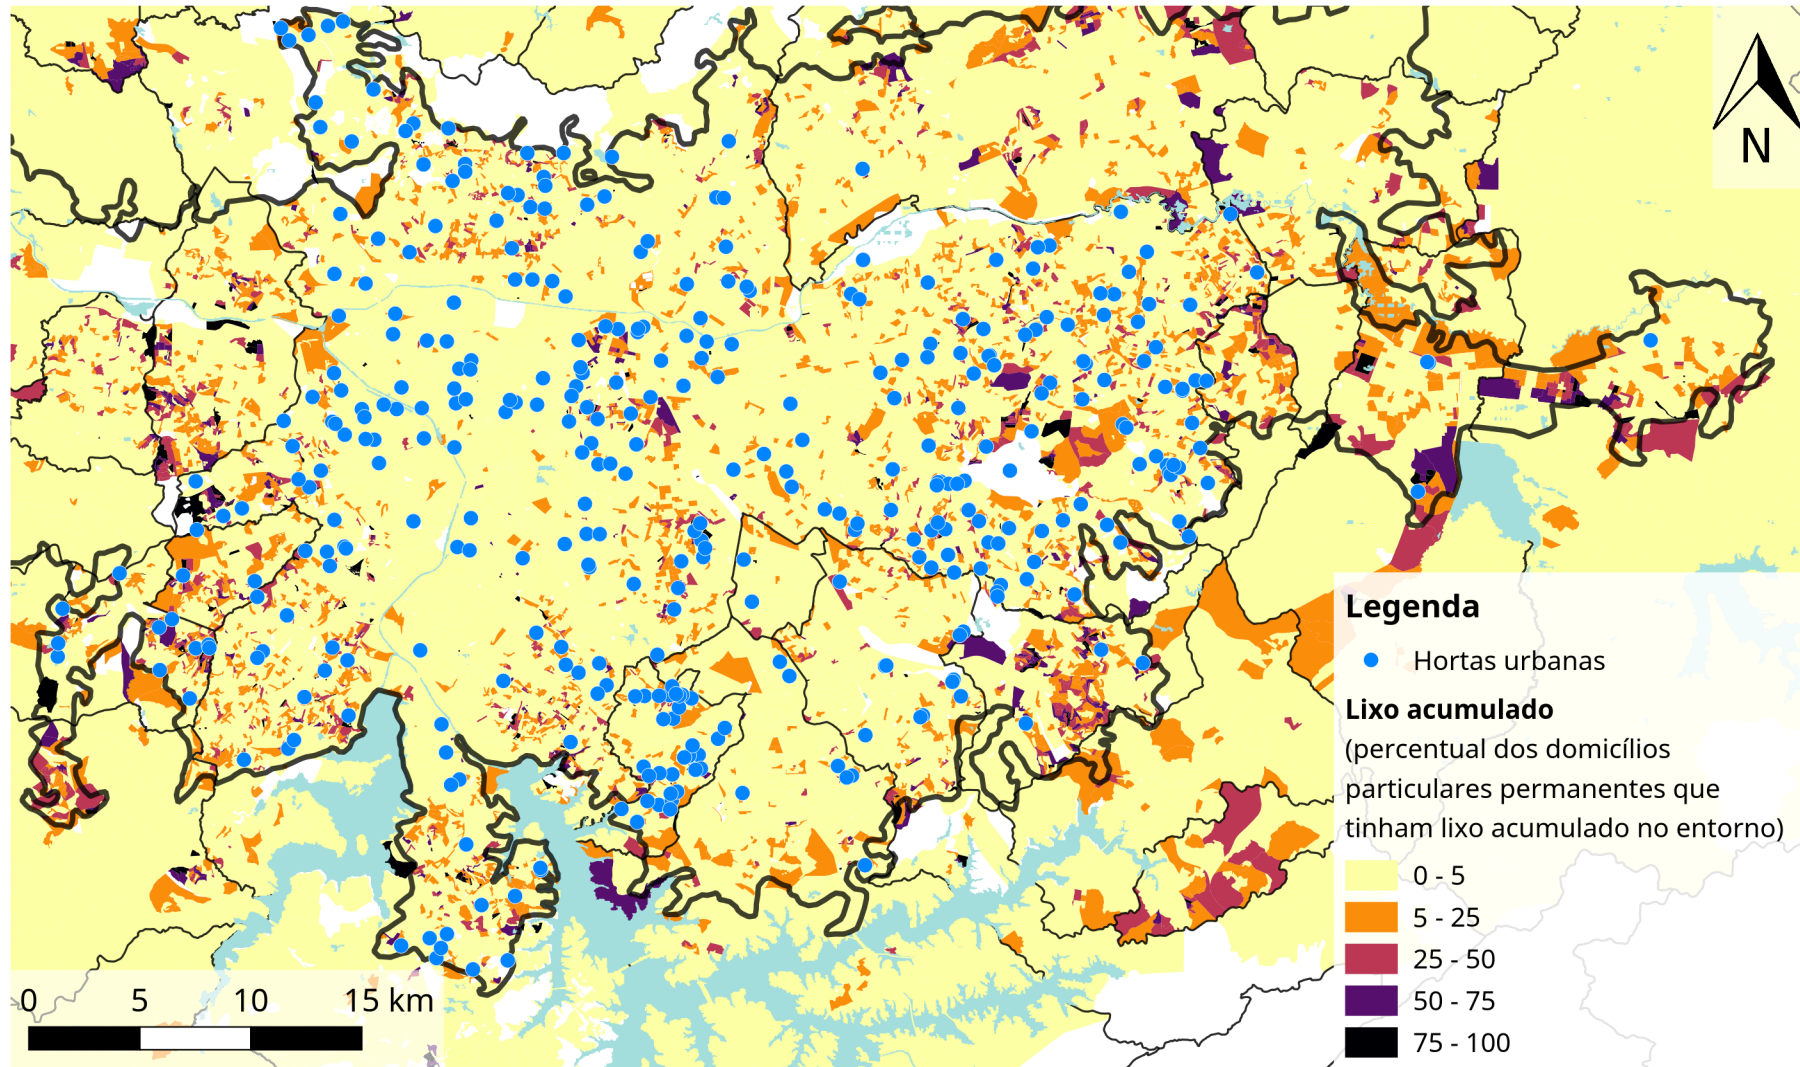 N
Legenda
Hortas urbanas
Lixo acumulado
(percentual dos domicílios
particulares permanentes que
tinham lixo acumulado no entorno)
0 - 5
5 - 25
25 - 50
50 - 75
75 - 100
0 5 10 15 km